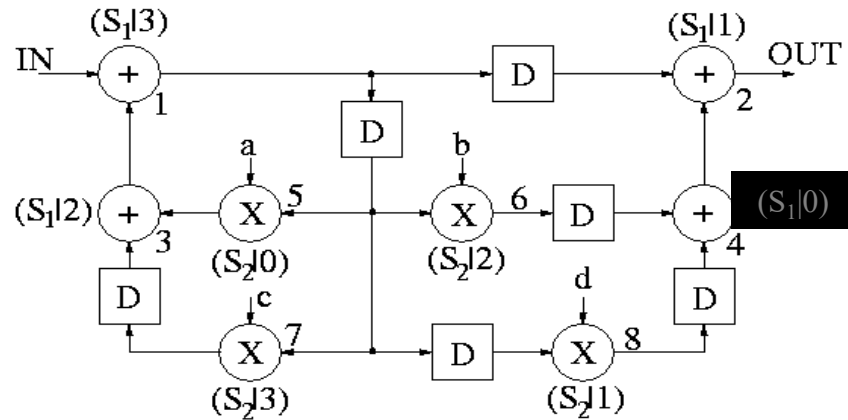 (S₁|3)
(S₁|1)
IN
+
D
+
OUT
1
2
D
a
b
(S₁|2)
+
X
5
X
6
D
+
(S₁|0)
3
4
(S₂|0)
(S₂|2)
D
c
d
D
X
7
D
X
8
(S₂|3)
(S₂|1)